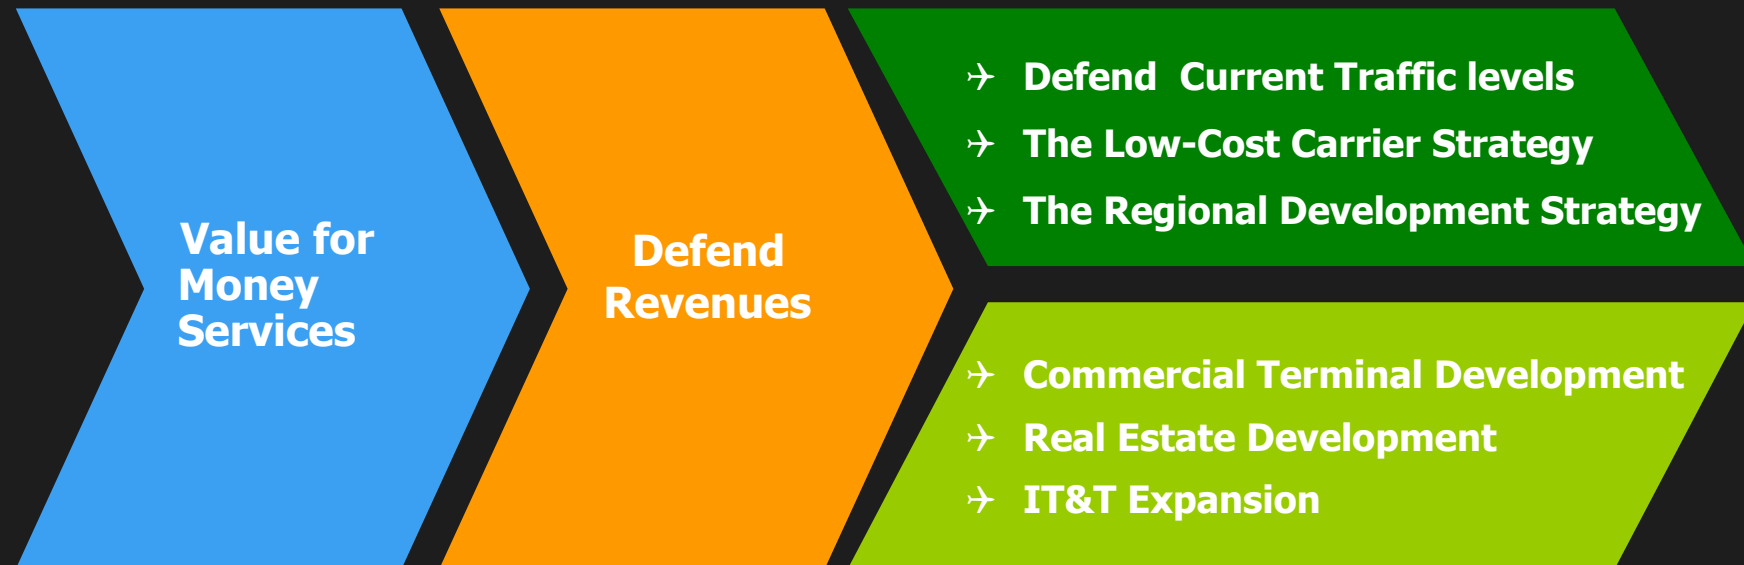 Value for
Money
Services
Defend
Revenues
✈ Defend  Current Traffic levels
✈ The Low-Cost Carrier Strategy
✈ The Regional Development Strategy
✈ Commercial Terminal Development
✈ Real Estate Development
✈ IT&T Expansion